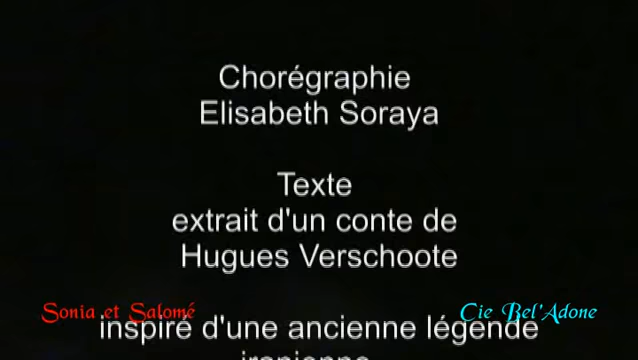 Chorégraphie
Elisabeth Soraya
Texte
extrait d'un conte de
Hugues Verschoote
Sonia et Salomé
Cie Bel'Adone
inspiré d'une ancienne légende
iranienne